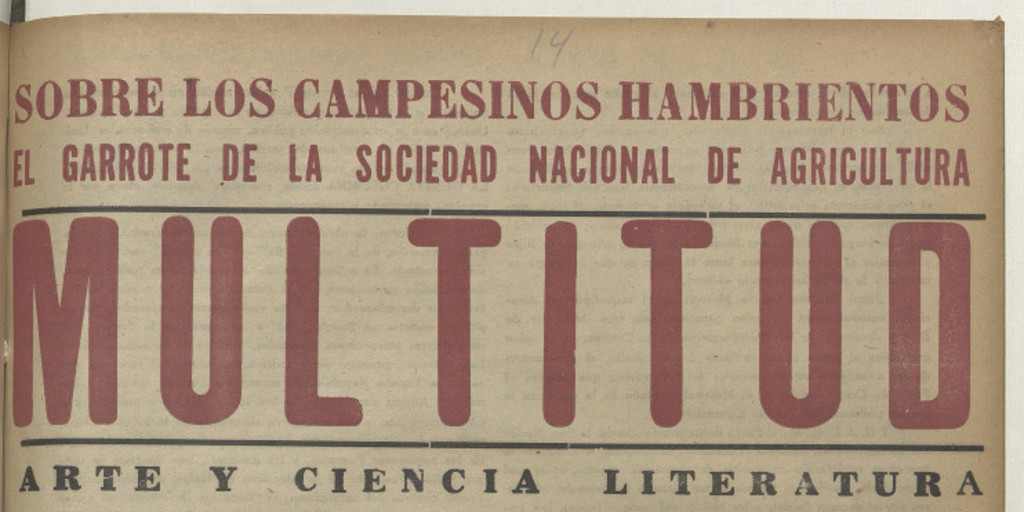 14
SOBRE LOS CAMPESINOS HAMBRIENTOS
EL GARROTE DE LA SOCIEDAD NACIONAL DE AGRICULTURA
MULTITUD
ARTE Y CIENCIA LITERATURA